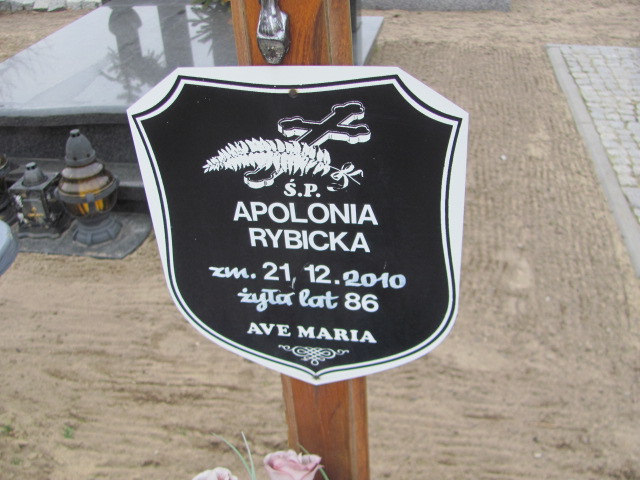 Ś.P.
APOLONIA
RYBICKA
zm. 21, 12. 2010
żyła lat 86
AVE MARIA